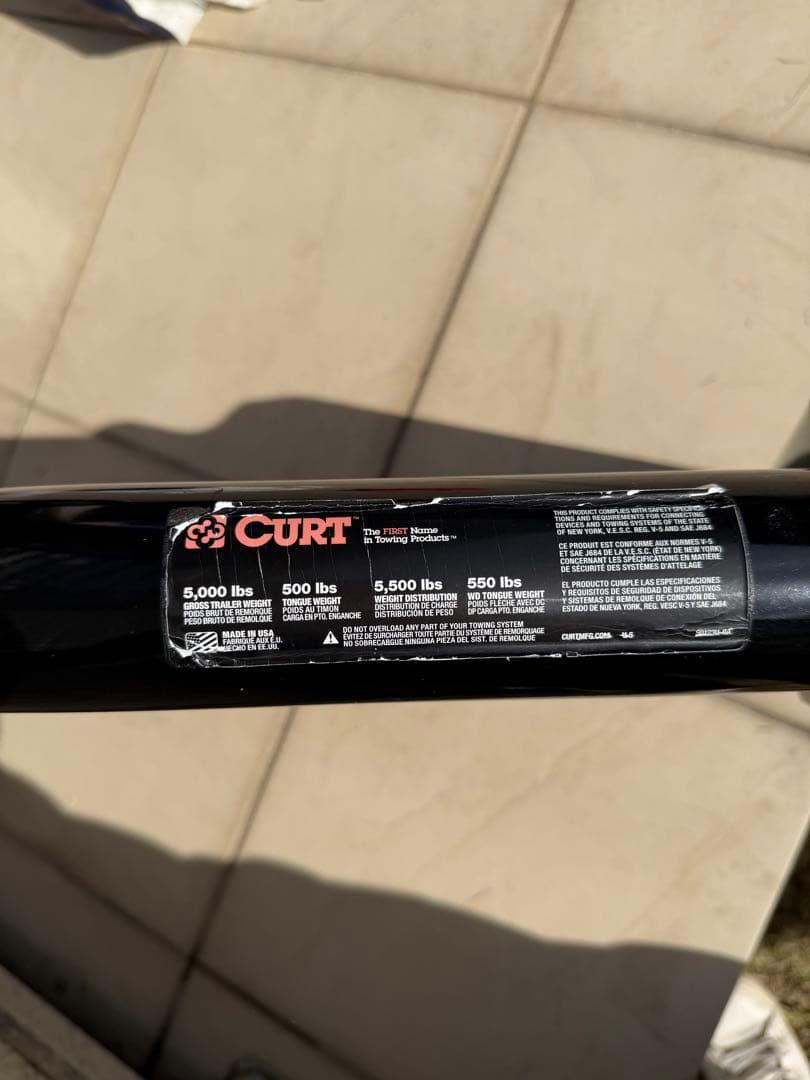 CURT™ The FIRST Name
in Towing Products™
5,000 lbs
GROSS TRAILER WEIGHT
POIDS BRUT DE REMORQUE
PESO BRUTO DE REMOLQUE
500 lbs
TONGUE WEIGHT
POIDS AU TIMON
CARGA EN PTO. ENGANCHE
5,500 lbs
WEIGHT DISTRIBUTION
DISTRIBUTION DE CHARGE
DISTRIBUCIÓN DE PESO
550 lbs
WD TONGUE WEIGHT
POIDS FLÈCHE AVEC DC
DP CARGA PTO. ENGANCHE
MADE IN USA
FABRIQUÉ AUX É.U.
HECHO EN EE.UU.
DO NOT OVERLOAD ANY PART OF YOUR TOWING SYSTEM
ÉVITEZ DE SURCHARGER TOUTE PARTIE DU SYSTÈME DE REMORQUAGE
NO SOBRECARGUE NINGUNA PIEZA DEL SIST. DE REMOLQUE
THIS PRODUCT COMPLIES WITH SAFETY SPECIFICA-
TIONS AND REQUIREMENTS FOR CONNECTING
DEVICES AND TOWING SYSTEMS OF THE STATE
OF NEW YORK, V.E.S.C. REG. V-5 AND SAE J684.
CE PRODUIT EST CONFORME AUX NORMES V-5
ET SAE J684 DE LA V.E.S.C. (ÉTAT DE NEW YORK)
CONCERNANT LES SPÉCIFICATIONS EN MATIÈRE
DE SÉCURITÉ DES SYSTÈMES D'ATTELAGE
EL PRODUCTO CUMPLE LAS ESPECIFICACIONES
Y REQUISITOS DE SEGURIDAD DE DISPOSITIVOS
Y SISTEMAS DE REMOLQUE DE CONEXIÓN DEL
ESTADO DE NUEVA YORK, REG. VESC V-5 Y SAE J684
CURTMFG.COM